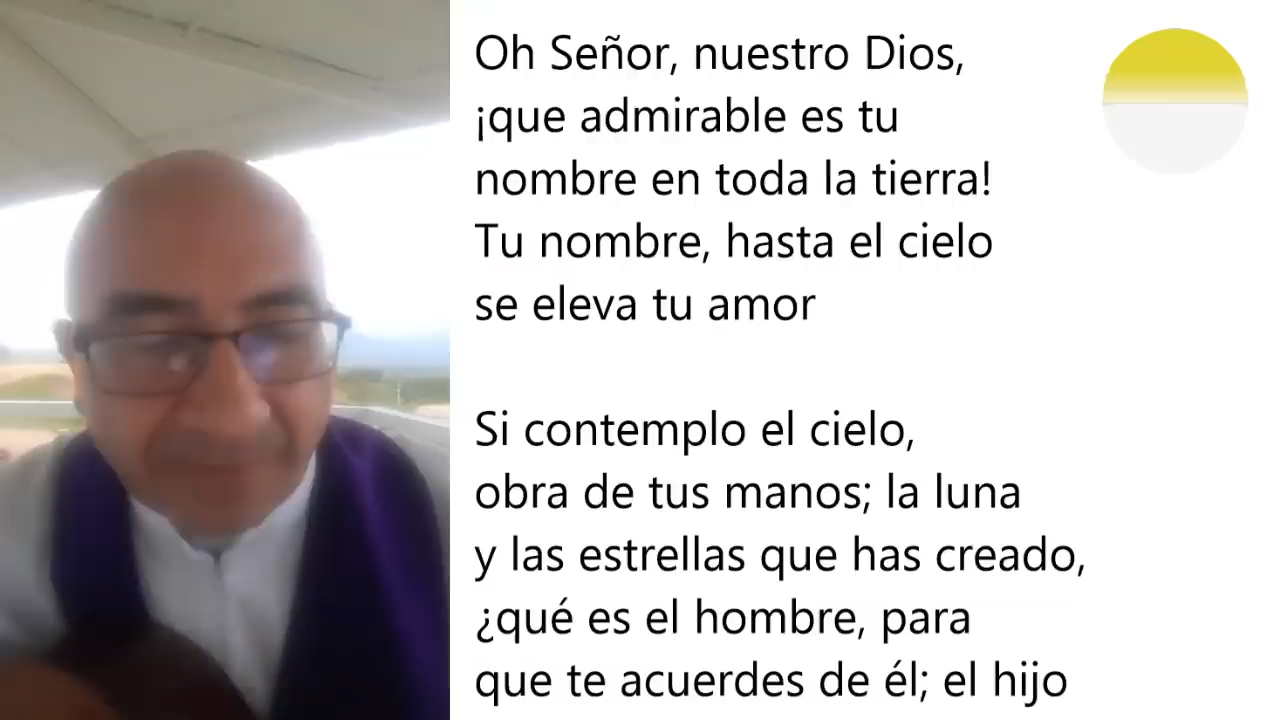 Oh Señor, nuestro Dios,
¡que admirable es tu
nombre en toda la tierra!
Tu nombre, hasta el cielo
se eleva tu amor
Si contemplo el cielo,
obra de tus manos; la luna
y las estrellas que has creado,
¿qué es el hombre, para
que te acuerdes de él; el hijo